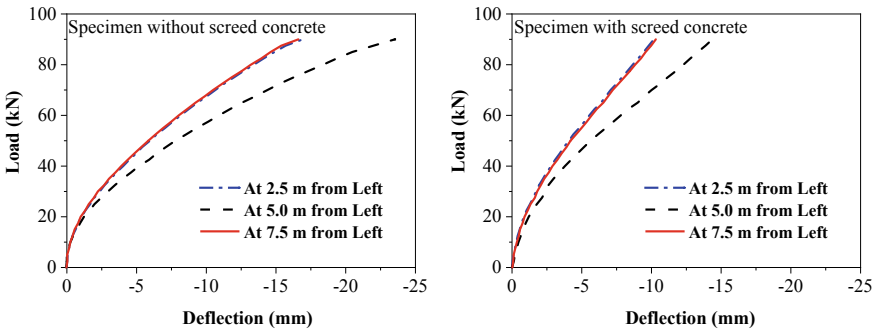 Specimen without screed concrete
100
80
60
40
20
0
Load (kN)
0 -5 -10 -15 -20 -25
Deflection (mm)
At 2.5 m from Left
At 5.0 m from Left
At 7.5 m from Left
Specimen with screed concrete
100
80
60
40
20
0
Load (kN)
0 -5 -10 -15 -20 -25
Deflection (mm)
At 2.5 m from Left
At 5.0 m from Left
At 7.5 m from Left